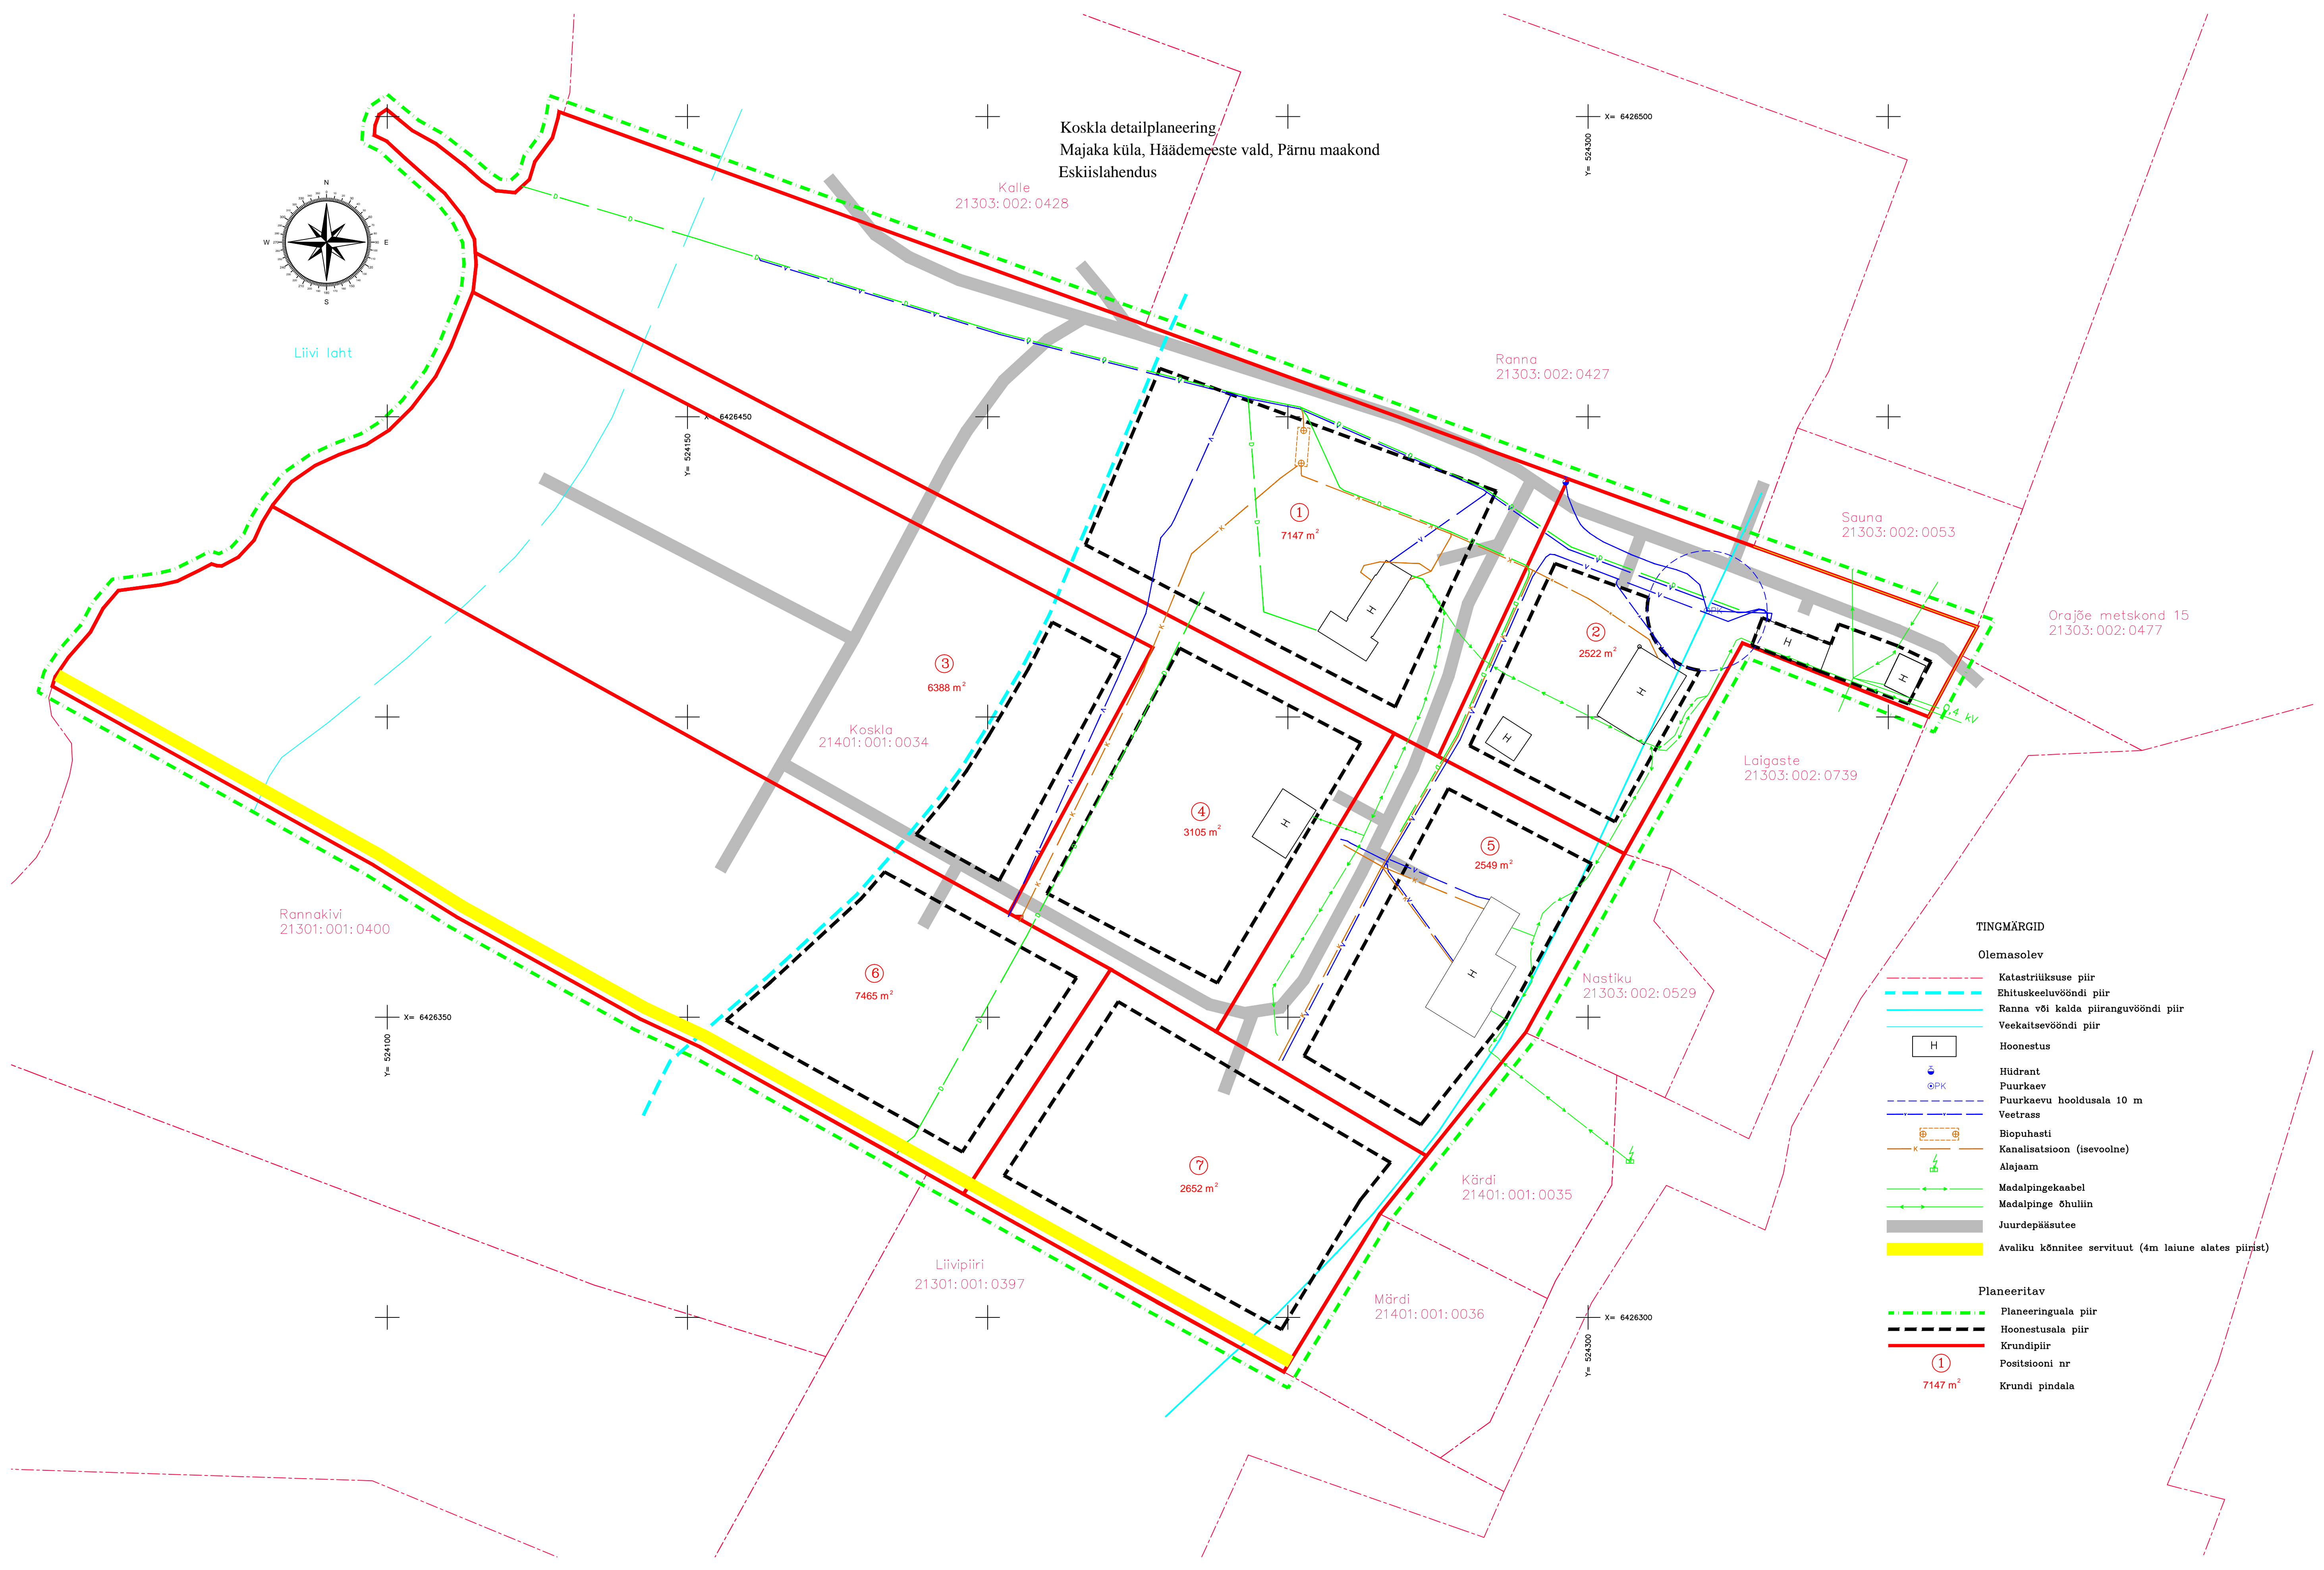 Koskla detailplaneering
Majaka küla, Häädemeeste vald, Pärnu maakond
Eskiislahendus
X= 6426500
Y= 524300
Kalle
21303:002:0428
N
W
E
S
Liivi laht
Ranna
21303:002:0427
X= 6426450
Y= 524150
1
7147 m²
Sauna
21303:002:0053
Orajõe metskond 15
21303:002:0477
PK
H
H
H
H
H
2
2522 m²
3
6388 m²
Koskla
21401:001:0034
0.4 kV
Laigaste
21303:002:0739
4
3105 m²
H
5
2549 m²
H
Rannakivi
21301:001:0400
6
7465 m²
Nastiku
21303:002:0529
X= 6426350
Y= 524100
7
2652 m²
Kärdi
21401:001:0035
Liivipiiri
21301:001:0397
Märdi
21401:001:0036
X= 6426300
Y= 524300
TINGMÄRGID
Olemasolev
Katastriüksuse piir
Ehituskeeluvööndi piir
Ranna või kalda piiranguvööndi piir
Veekaitsevööndi piir
H Hoonestus
Hüdrant
PK Puurkaev
Puurkaevu hooldusala 10 m
V V Veetrass
Biopuhasti
K Kanalisatsioon (isevoolne)
Alajaam
Madalpingekaabel
Madalpinge õhuliin
Juurdepääsutee
Avaliku kõnnitee servituut (4m laiune alates piirist)
Planeeritav
Planeeringuala piir
Hoonestusala piir
Krundipiir
1 Positsiooni nr
7147 m² Krundi pindala